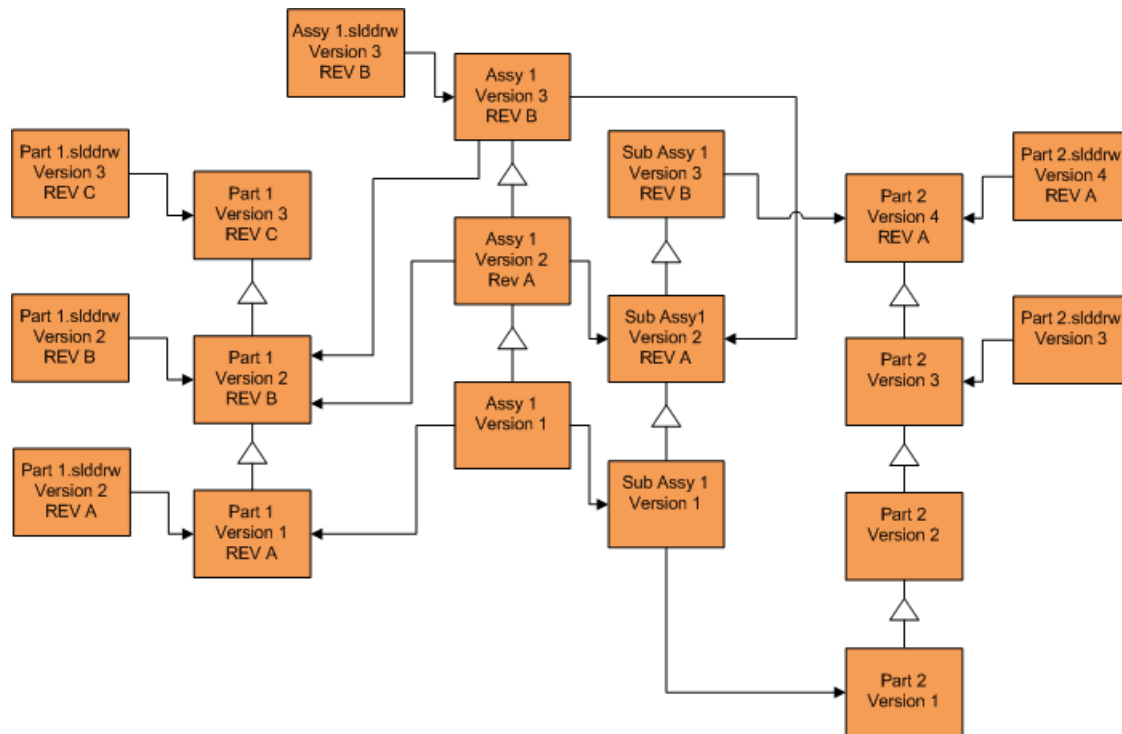 Assy 1.slddrw
Version 3
REV B
Assy 1
Version 3
REV B
Part 1.slddrw
Version 3
REV C
Part 1
Version 3
REV C
Sub Assy 1
Version 3
REV B
Part 2
Version 4
REV A
Part 2.slddrw
Version 4
REV A
Assy 1
Version 2
Rev A
Part 1.slddrw
Version 2
REV B
Part 1
Version 2
REV B
Sub Assy1
Version 2
REV A
Part 2
Version 3
Part 2.slddrw
Version 3
Assy 1
Version 1
Part 1.slddrw
Version 2
REV A
Part 1
Version 1
REV A
Sub Assy 1
Version 1
Part 2
Version 2
Part 2
Version 1